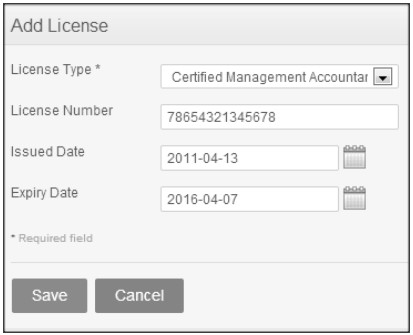 Add License
License Type * Certified Management Accountar
License Number 78654321345678
Issued Date 2011-04-13
Expiry Date 2016-04-07
* Required field
Save Cancel